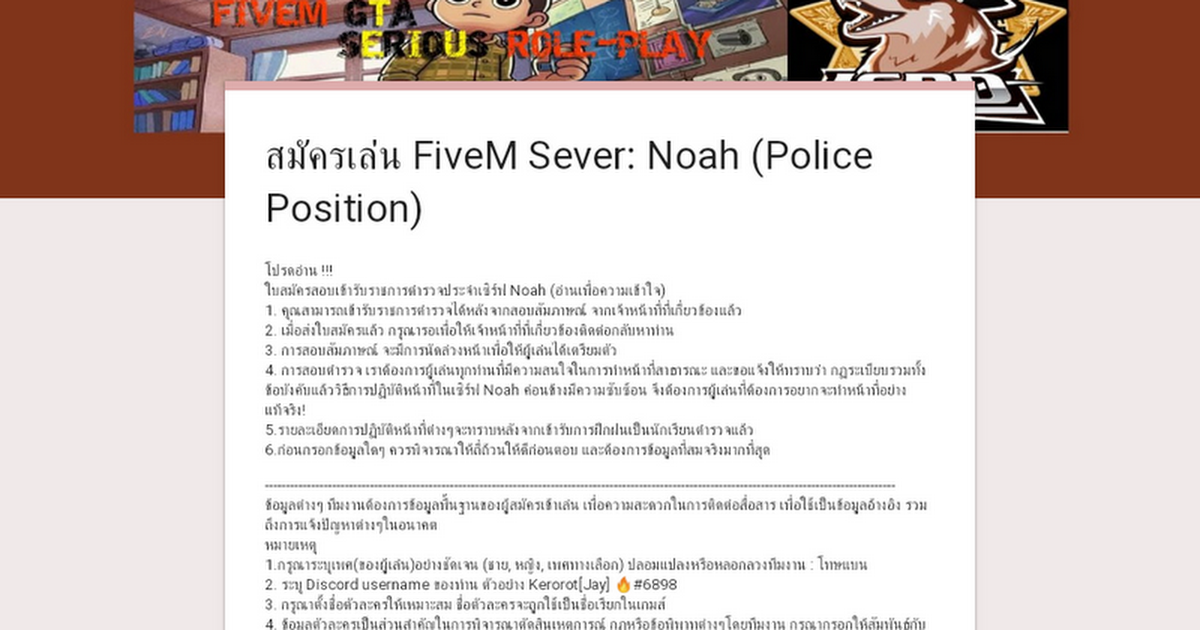 FIVEM GTA
SERIOUS ROLE-PLAY
สมัครเล่น FiveM Sever: Noah (Police
Position)
โปรดอ่าน !!!
ใบสมัครสอบเข้ารับราชการตำรวจประจำเซิร์ฟ Noah (อ่านเพื่อความเข้าใจ)
1. คุณสามารถเข้ารับราชการตำรวจได้หลังจากสอบสัมภาษณ์ จากเจ้าหน้าที่ที่เกี่ยวข้องแล้ว
2. เมื่อส่งใบสมัครแล้ว กรุณารอเพื่อให้เจ้าหน้าที่ที่เกี่ยวข้องติดต่อกลับหาท่าน
3. การสอบสัมภาษณ์ จะมีการนัดล่วงหน้าเพื่อให้ผู้เล่นได้เตรียมตัว
4. การสอบตำรวจ เราต้องการผู้เล่นทุกท่านที่มีความสนใจในการทำหน้าที่สาธารณะ และขอแจ้งให้ทราบว่า กฎระเบียบรวมทั้ง
ข้อบังคับแล้ววิธีการปฏิบัติหน้าที่ในเซิร์ฟ Noah ค่อนข้างมีความซับซ้อน จึงต้องการผู้เล่นที่ต้องการอยากจะทำหน้าที่อย่าง
แท้จริง!
5.รายละเอียดการปฏิบัติหน้าที่ต่างๆจะทราบหลังจากเข้ารับการฝึกฝนเป็นนักเรียนตำรวจแล้ว
6.ก่อนกรอกข้อมูลใดๆ ควรพิจารณาให้ถี่ถ้วนให้ดีก่อนตอบ และต้องการข้อมูลที่สมจริงมากที่สุด
ข้อมูลต่างๆ ทีมงานต้องการข้อมูลพื้นฐานของผู้สมัครเข้าเล่น เพื่อความสะดวกในการติดต่อสื่อสาร เพื่อใช้เป็นข้อมูลอ้างอิง รวม
ถึงการแจ้งปัญหาต่างๆในอนาคต
หมายเหตุ
1.กรุณาระบุเพศ(ของผู้เล่น)อย่างชัดเจน (ชาย, หญิง, เพศทางเลือก) ปลอมแปลงหรือหลอกลวงทีมงาน : โทษแบน
2. ระบุ Discord username ของท่าน ตัวอย่าง Kerorot[Jay] 🔥#6898
3. กรุณาตั้งชื่อตัวละครให้เหมาะสม ชื่อตัวละครจะถูกใช้เป็นชื่อเรียกในเกมส์
4. ข้อมูลตัวละครเป็นส่วนสำคัญในการพิจารณาตัดสินเหตุการณ์ กฎหรือข้อพิพาทต่างๆโดยทีมงาน กรุณากรอกให้สัมพันธ์กับ